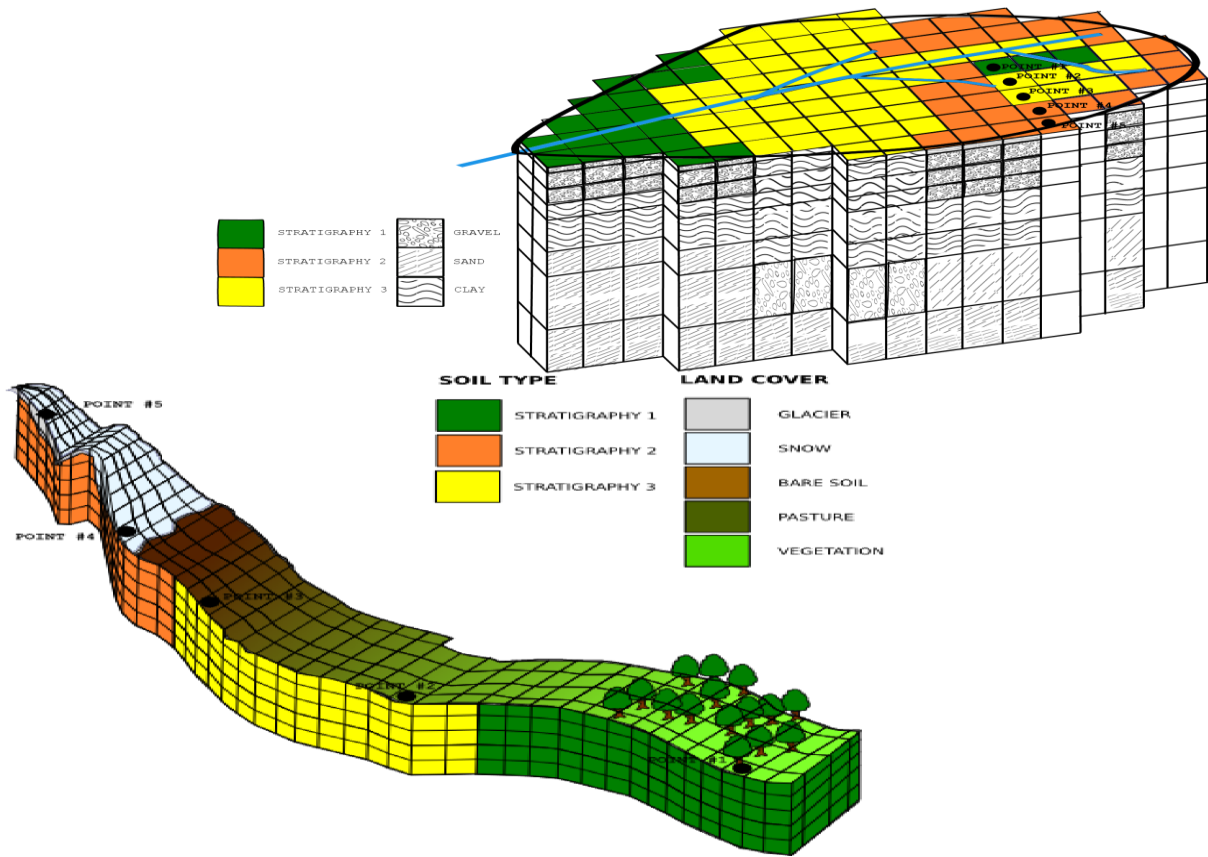 POINT #1
POINT #2
POINT #3
POINT #4
POINT #5
STRATIGRAPHY 1
GRAVEL
STRATIGRAPHY 2
SAND
STRATIGRAPHY 3
CLAY
SOIL TYPE
LAND COVER
STRATIGRAPHY 1
GLACIER
STRATIGRAPHY 2
SNOW
STRATIGRAPHY 3
BARE SOIL
PASTURE
VEGETATION
POINT #5
POINT #4
POINT #3
POINT #2
POINT #1